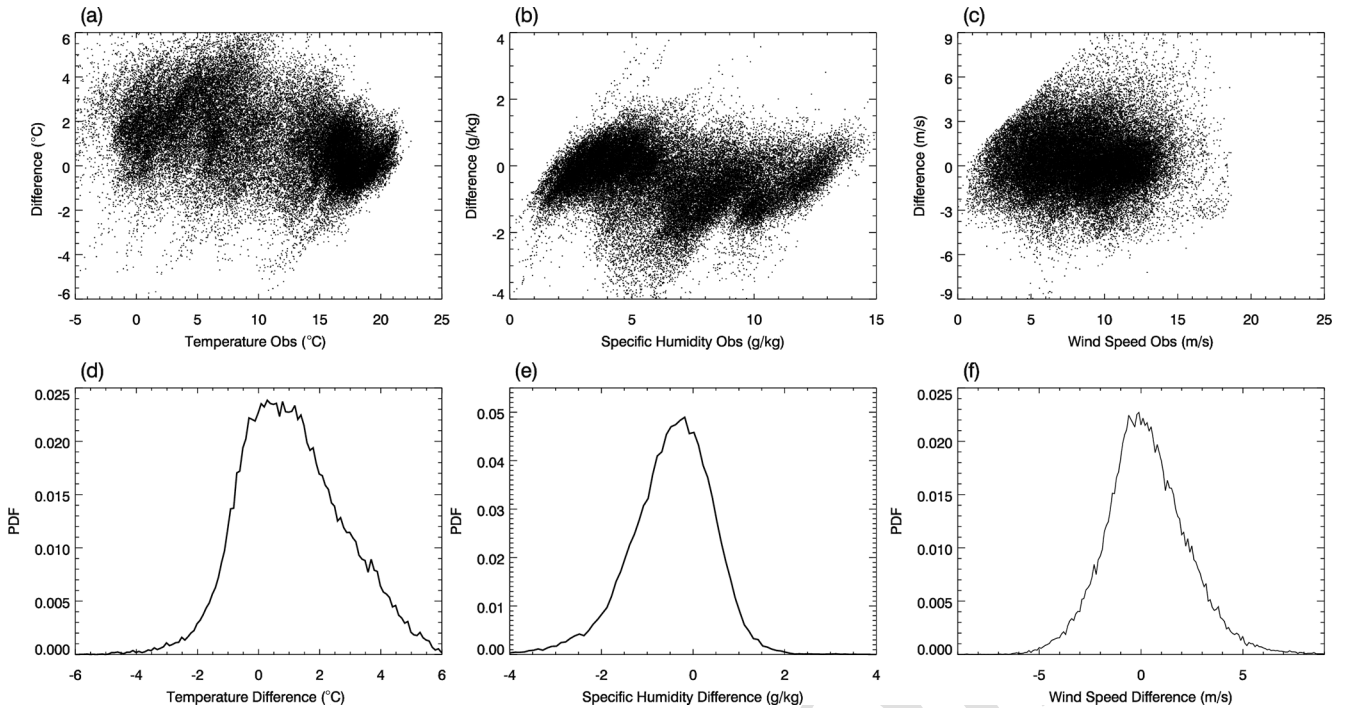 (a)
6
4
2
0
-2
-4
-6
Difference (°C)
-5 0 5 10 15 20 25
Temperature Obs (°C)
(b)
4
2
0
-2
-4
Difference (g/kg)
0 5 10 15
Specific Humidity Obs (g/kg)
(c)
9
6
3
0
-3
-6
-9
Difference (m/s)
0 5 10 15 20 25
Wind Speed Obs (m/s)
(d)
0.025
0.020
0.015
0.010
0.005
0.000
PDF
-6 -4 -2 0 2 4 6
Temperature Difference (°C)
(e)
0.05
0.04
0.03
0.02
0.01
0.00
PDF
-4 -2 0 2 4
Specific Humidity Difference (g/kg)
(f)
0.025
0.020
0.015
0.010
0.005
0.000
PDF
-5 0 5
Wind Speed Difference (m/s)